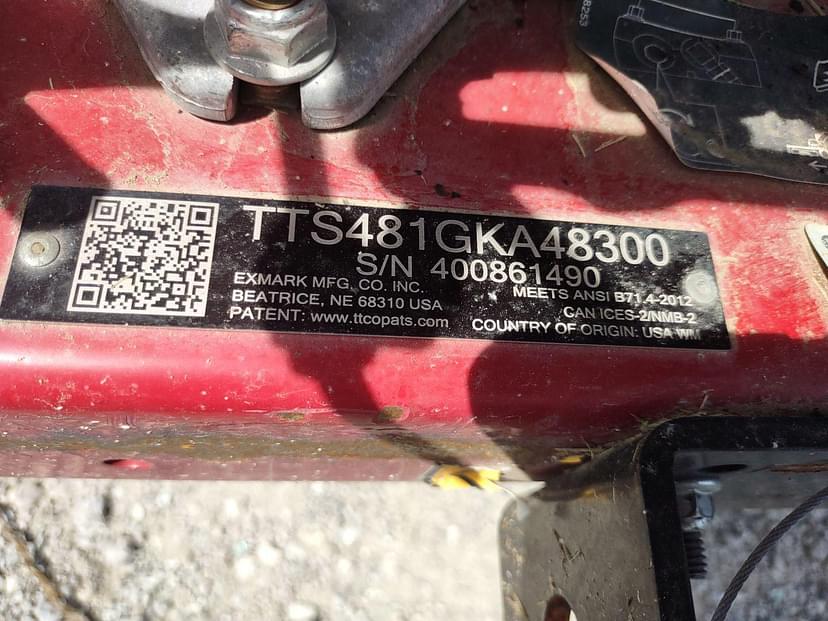 8253
TTS481GKA48300
S/N 400861490
EXMARK MFG. CO. INC.
BEATRICE, NE 68310 USA
PATENT: www.ttcopats.com
MEETS ANSI B71.4-2012
CAN ICES-2/NMB-2
COUNTRY OF ORIGIN: USA WM